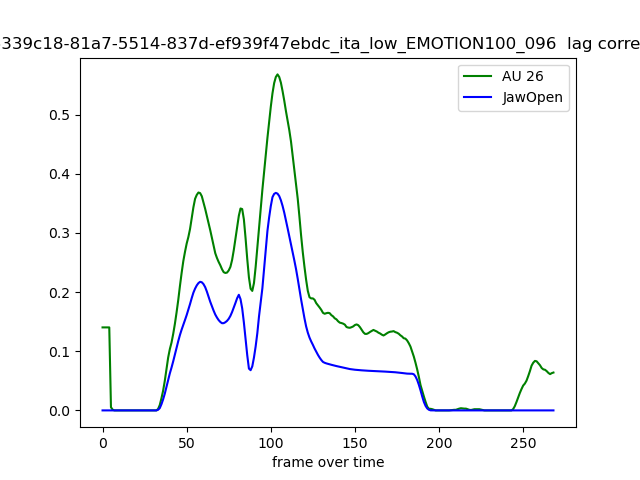 339c18-81a7-5514-837d-ef939f47ebdc_ita_low_EMOTION100_096  lag corre
AU 26
JawOpen
0.5
0.4
0.3
0.2
0.1
0.0
0 50 100 150 200 250
frame over time